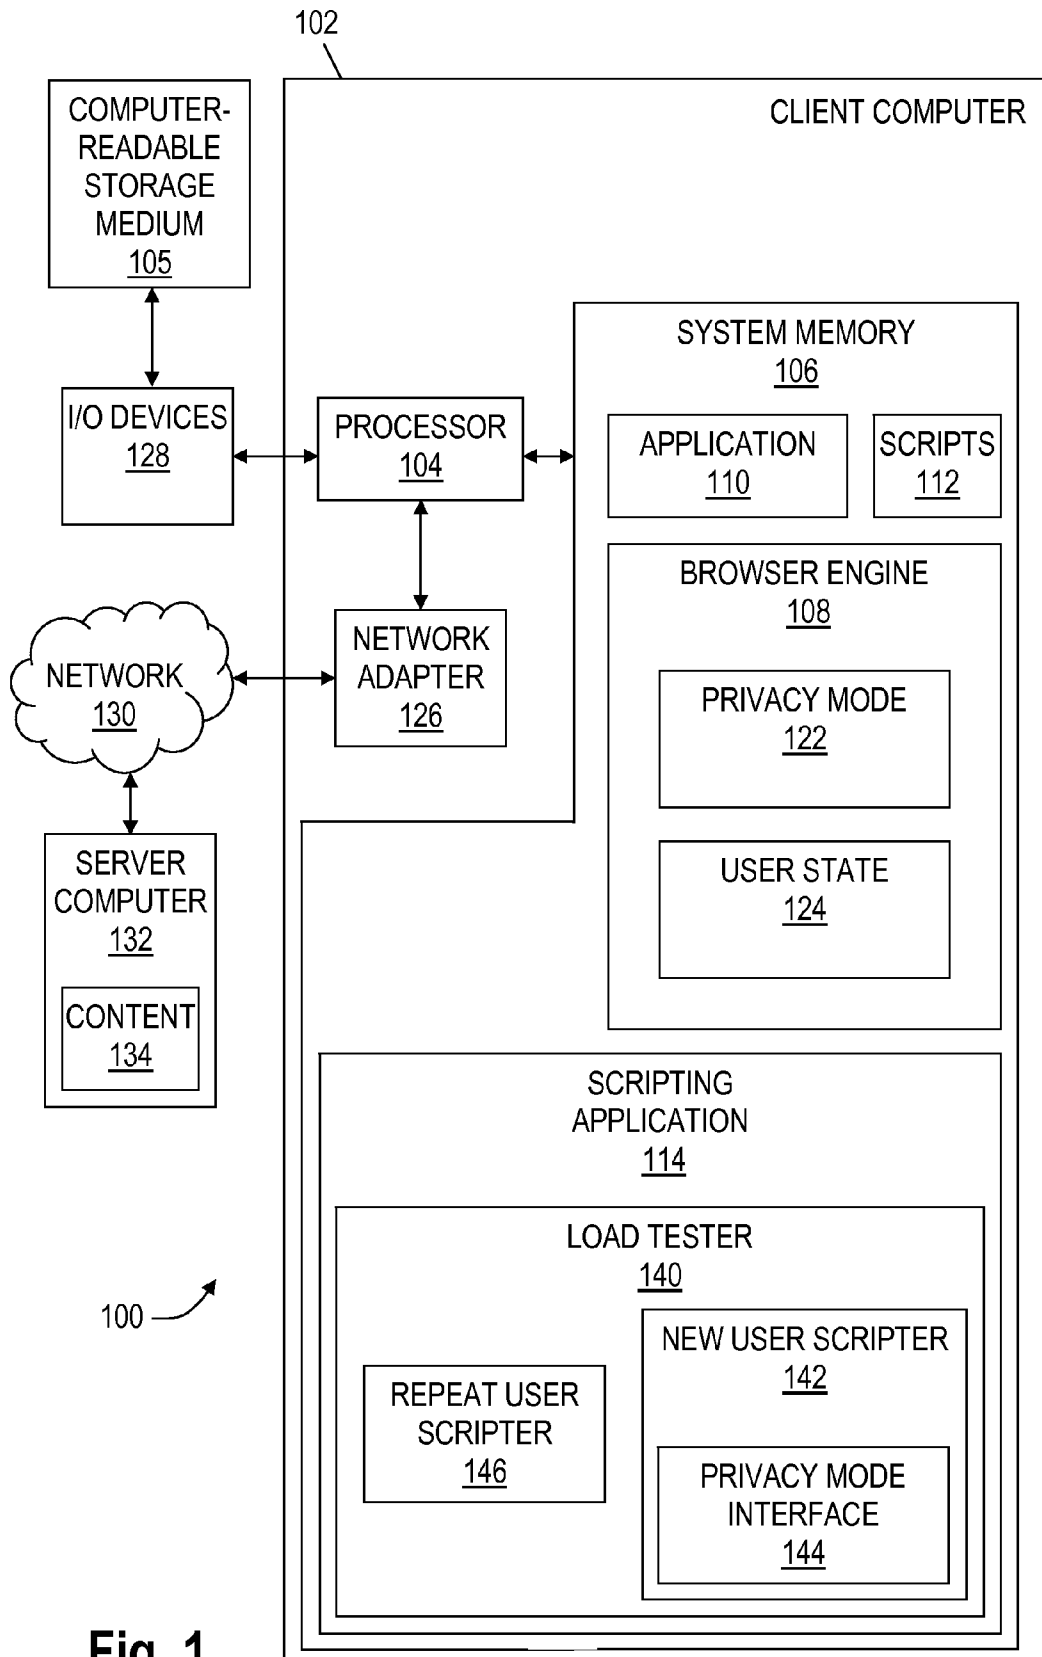 102
COMPUTER-
READABLE
STORAGE
MEDIUM
105
CLIENT COMPUTER
I/O DEVICES
128
PROCESSOR
104
SYSTEM MEMORY
106
APPLICATION
110
SCRIPTS
112
BROWSER ENGINE
108
PRIVACY MODE
122
USER STATE
124
NETWORK
ADAPTER
126
NETWORK
130
SERVER
COMPUTER
132
CONTENT
134
SCRIPTING
APPLICATION
114
LOAD TESTER
140
NEW USER SCRIPTER
142
REPEAT USER
SCRIPTER
146
PRIVACY MODE
INTERFACE
144
100
Fig. 1